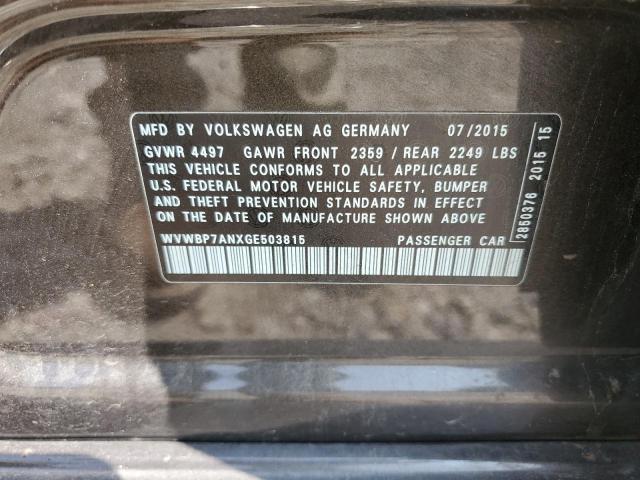 MFD BY VOLKSWAGEN AG GERMANY 07/2015
GVWR 4497 GAWR FRONT 2359 / REAR 2249 LBS
THIS VEHICLE CONFORMS TO ALL APPLICABLE
U.S. FEDERAL MOTOR VEHICLE SAFETY, BUMPER
AND THEFT PREVENTION STANDARDS IN EFFECT
ON THE DATE OF MANUFACTURE SHOWN ABOVE
WVWBP7ANXGE503815 PASSENGER CAR
2850376 2015 15